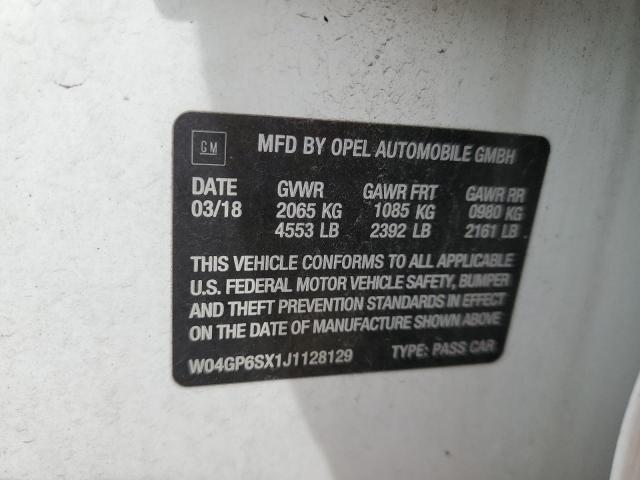 GM
MFD BY OPEL AUTOMOBILE GMBH
DATE GVWR GAWR FRT GAWR RR
03/18 2065 KG 1085 KG 0980 KG
4553 LB 2392 LB 2161 LB
THIS VEHICLE CONFORMS TO ALL APPLICABLE
U.S. FEDERAL MOTOR VEHICLE SAFETY, BUMPER
AND THEFT PREVENTION STANDARDS IN EFFECT
ON THE DATE OF MANUFACTURE SHOWN ABOVE
W04GP6SX1J1128129 TYPE: PASS CAR